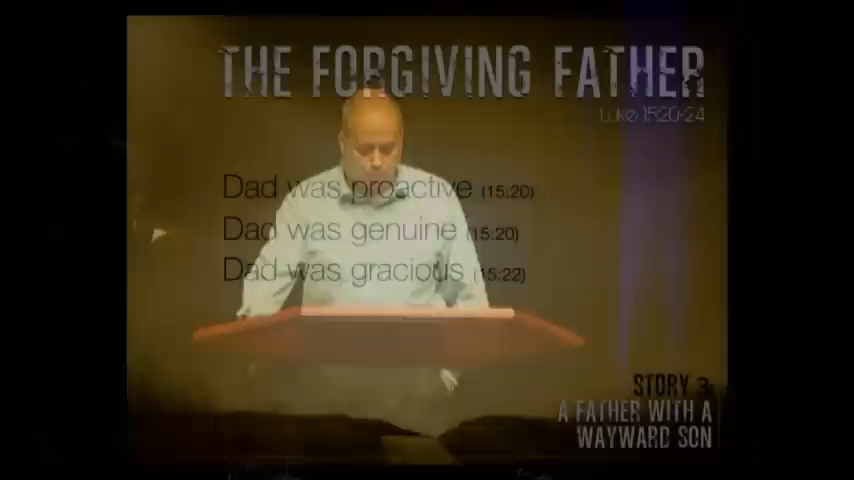 THE FORGIVING FATHER
Luke 15:20-24
Dad was proactive (15:20)
Dad was genuine (15:20)
Dad was gracious (15:22)
STORY 3:
A FATHER WITH A
WAYWARD SON